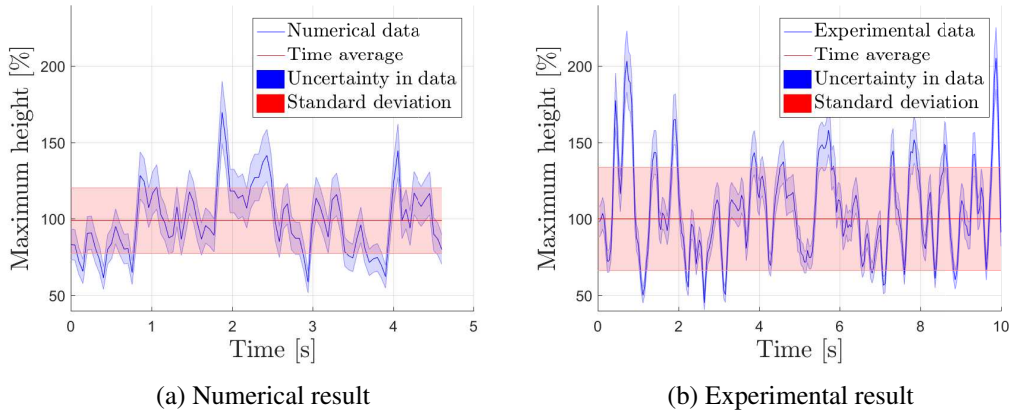 Maximum height [%]
200
150
100
50
0
1
2
3
4
5
Time [s]
Numerical data
Time average
Uncertainty in data
Standard deviation
(a) Numerical result
Maximum height [%]
200
150
100
50
0
2
4
6
8
10
Time [s]
Experimental data
Time average
Uncertainty in data
Standard deviation
(b) Experimental result